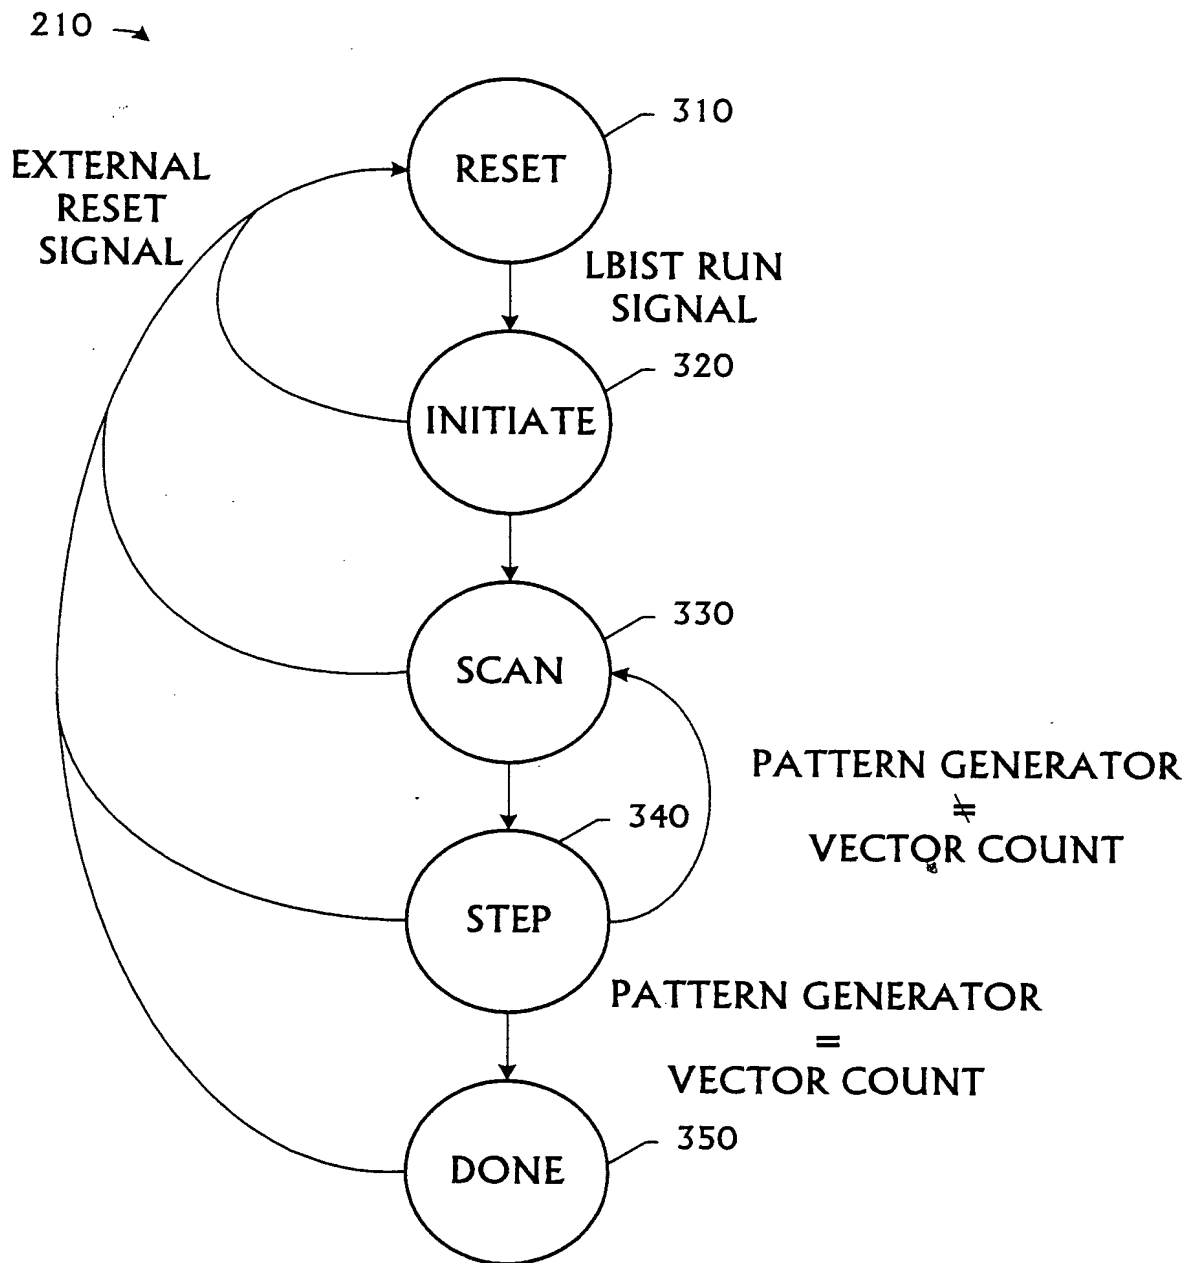 210
310
RESET
EXTERNAL
RESET
SIGNAL
LBIST RUN
SIGNAL
320
INITIATE
330
SCAN
PATTERN GENERATOR
≠
VECTOR COUNT
340
STEP
PATTERN GENERATOR
=
VECTOR COUNT
350
DONE